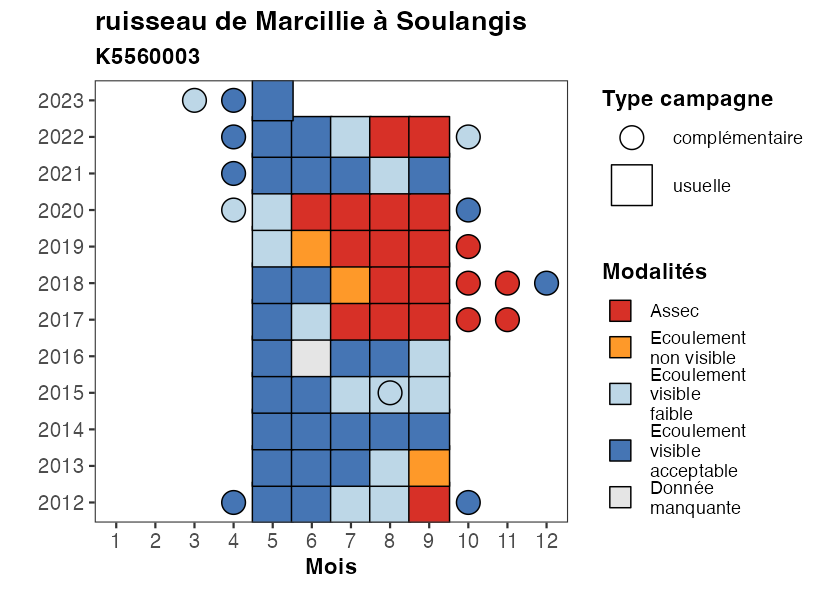 ruisseau de Marcillie à Soulangis
K5560003
2023
2022
2021
2020
2019
2018
2017
2016
2015
2014
2013
2012
1 2 3 4 5 6 7 8 9 10 11 12
Mois
Type campagne
complémentaire
usuelle
Modalités
Assec
Ecoulement
non visible
Ecoulement
visible
faible
Ecoulement
visible
acceptable
Donnée
manquante